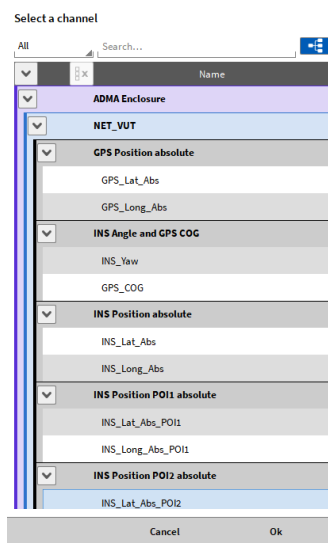 Select a channel
All Search...
Name
ADMA Enclosure
NET_VUT
GPS Position absolute
GPS_Lat_Abs
GPS_Long_Abs
INS Angle and GPS COG
INS_Yaw
GPS_COG
INS Position absolute
INS_Lat_Abs
INS_Long_Abs
INS Position POI1 absolute
INS_Lat_Abs_POI1
INS_Long_Abs_POI1
INS Position POI2 absolute
INS_Lat_Abs_POI2
Cancel Ok